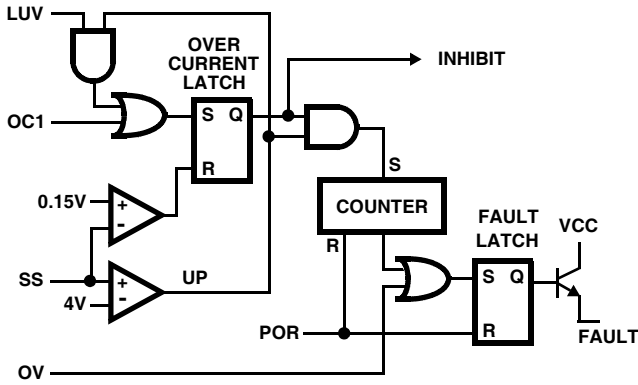 LUV
OVER
CURRENT
LATCH
INHIBIT
OC1
S Q
R
0.15V
+
-
S
COUNTER
R
FAULT
LATCH
VCC
SS
+
-
4V
UP
S Q
R
POR
FAULT
OV